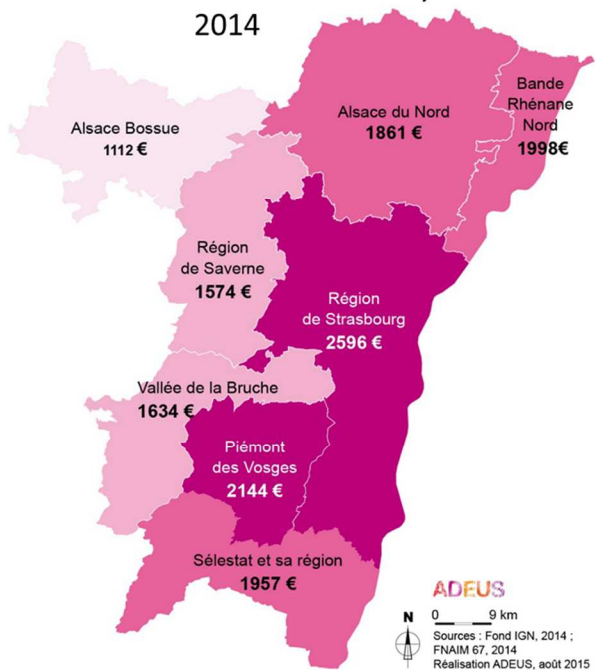 2014
Alsace Bossue
1112 €
Alsace du Nord
1861 €
Bande
Rhénane
Nord
1998€
Région
de Saverne
1574 €
Région
de Strasbourg
2596 €
Vallée de la Bruche
1634 €
Piémont
des Vosges
2144 €
Sélestat et sa région
1957 €
ADEUS
N
0 9 km
Sources : Fond IGN, 2014 ;
FNAIM 67, 2014
Réalisation ADEUS, août 2015